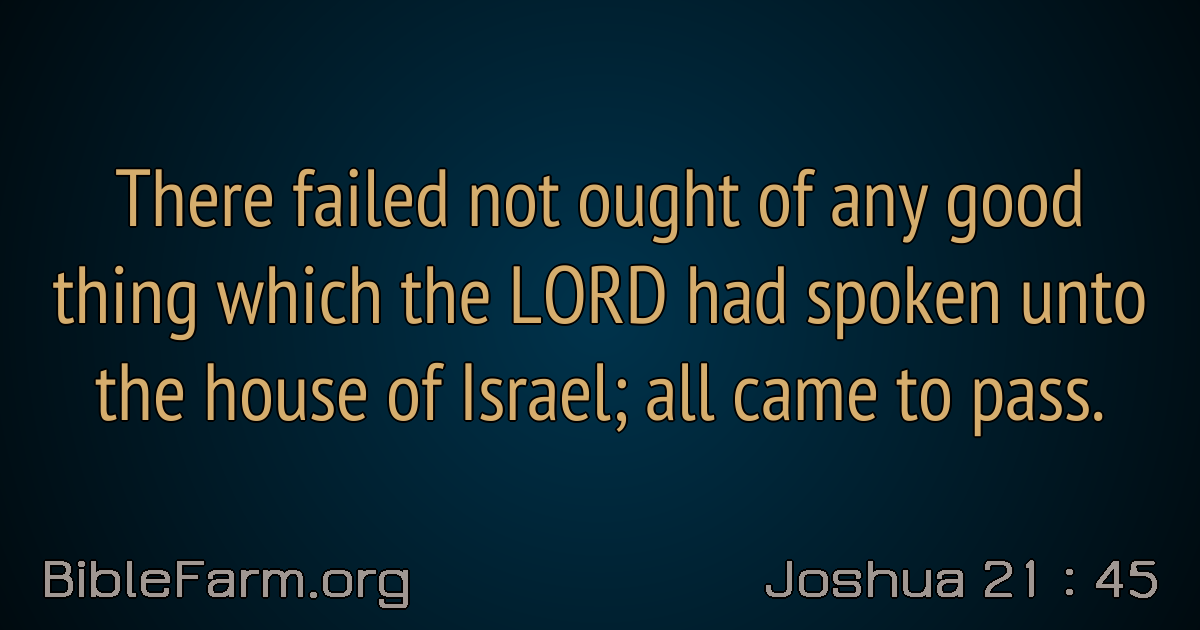 There failed not ought of any good
thing which the LORD had spoken unto
the house of Israel; all came to pass.
BibleFarm.org
Joshua 21 : 45